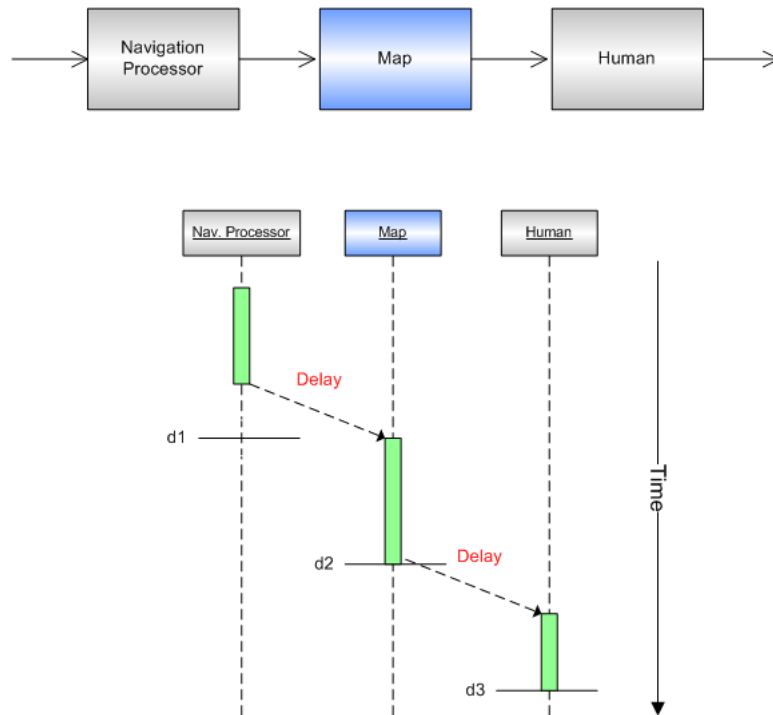 Navigation
Processor
Map
Human
Nav. Processor
Map
Human
Delay
d1
Time
d2
Delay
d3